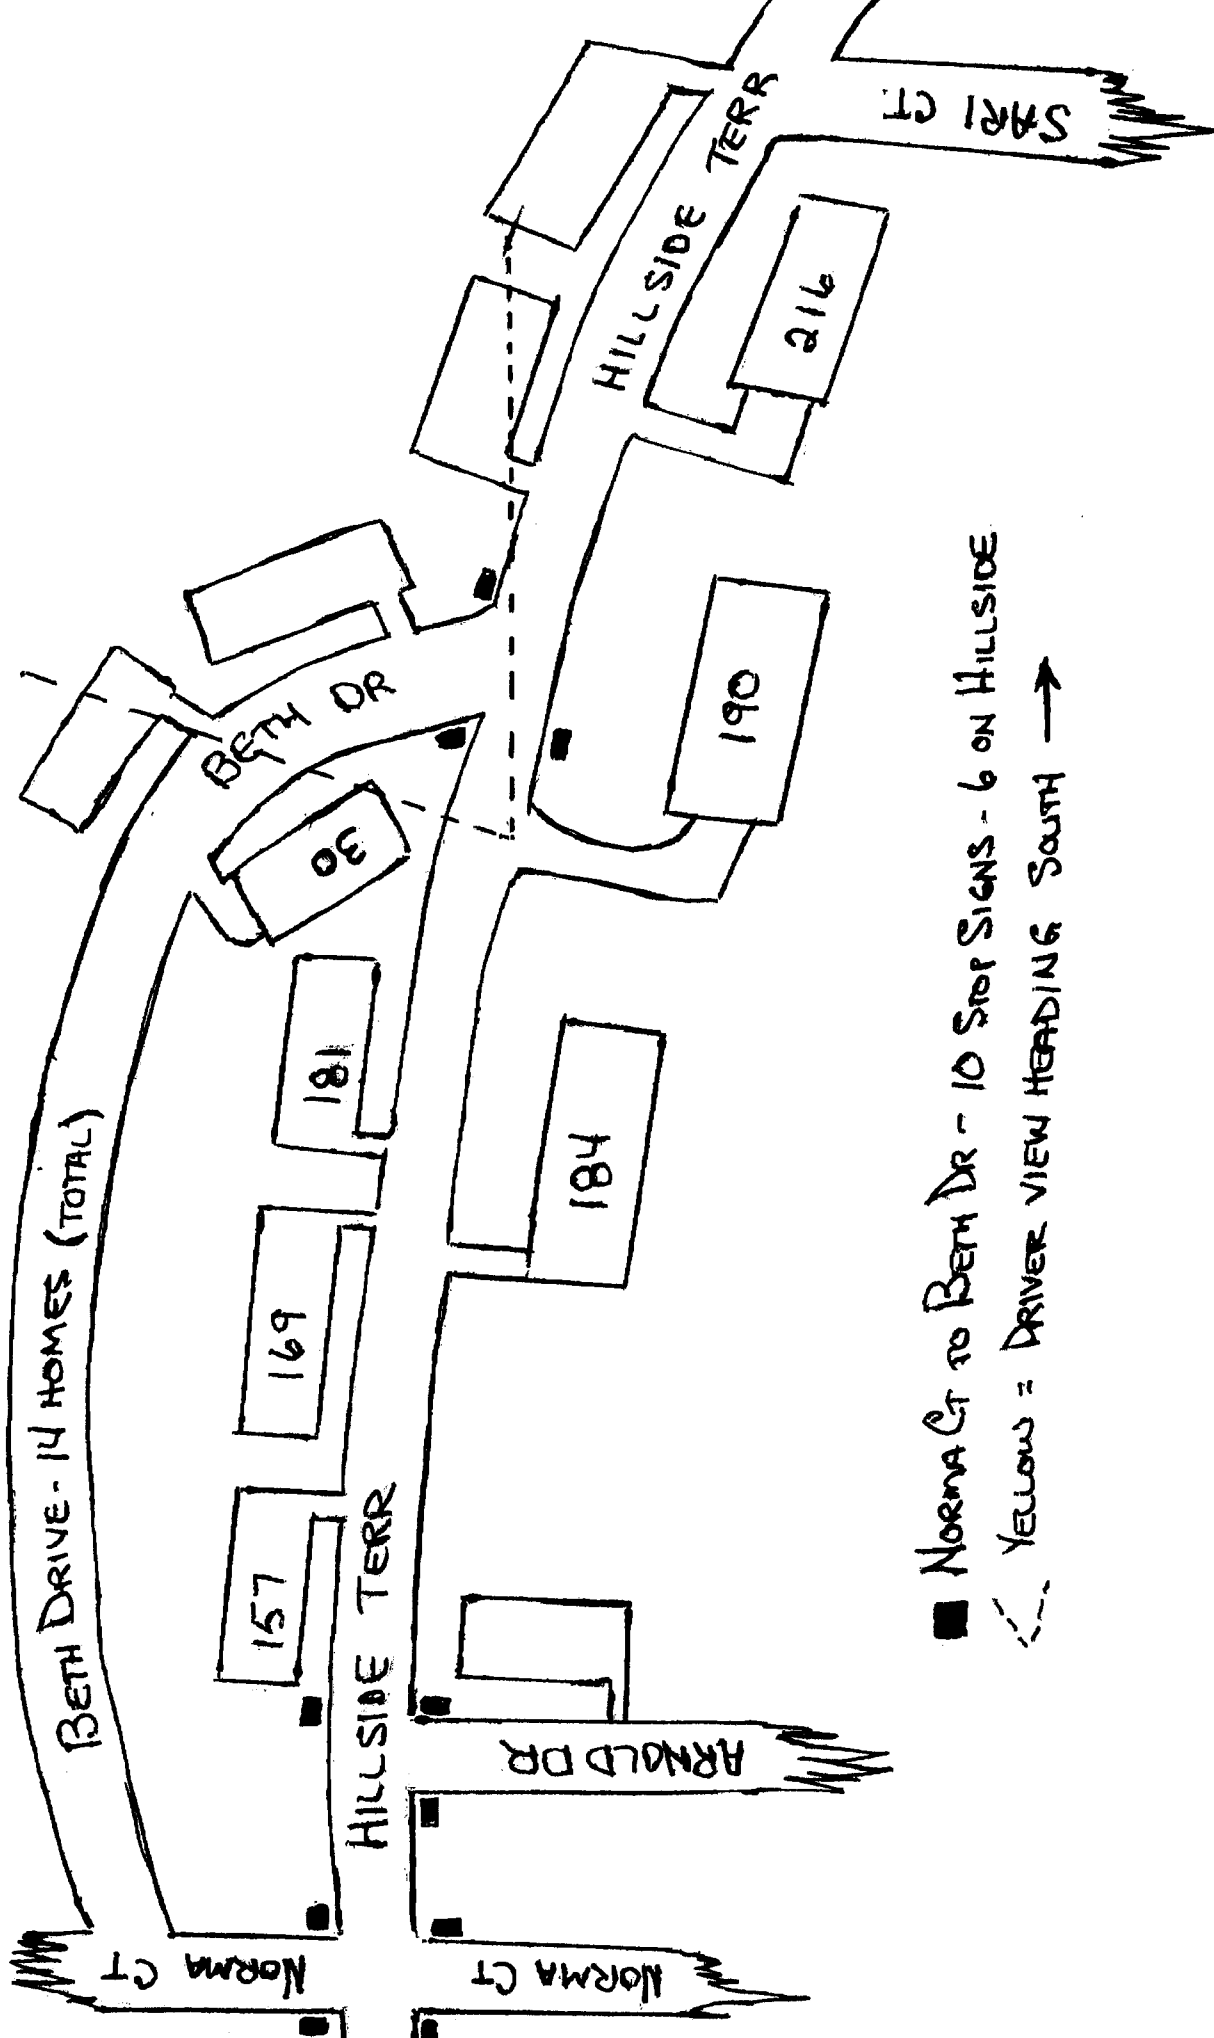 BETH DRIVE - 14 HOMES (TOTAL)
BETH DR
30
181
169
157
HILLSIDE TERR
HILLSIDE TERR
216
190
184
SARI CT
ARNOLD DR
NORMA CT
NORMA CT
NORMA CT TO BETH DR - 10 STOP SIGNS - 6 ON HILLSIDE
YELLOW = DRIVER VIEW HEADING SOUTH →